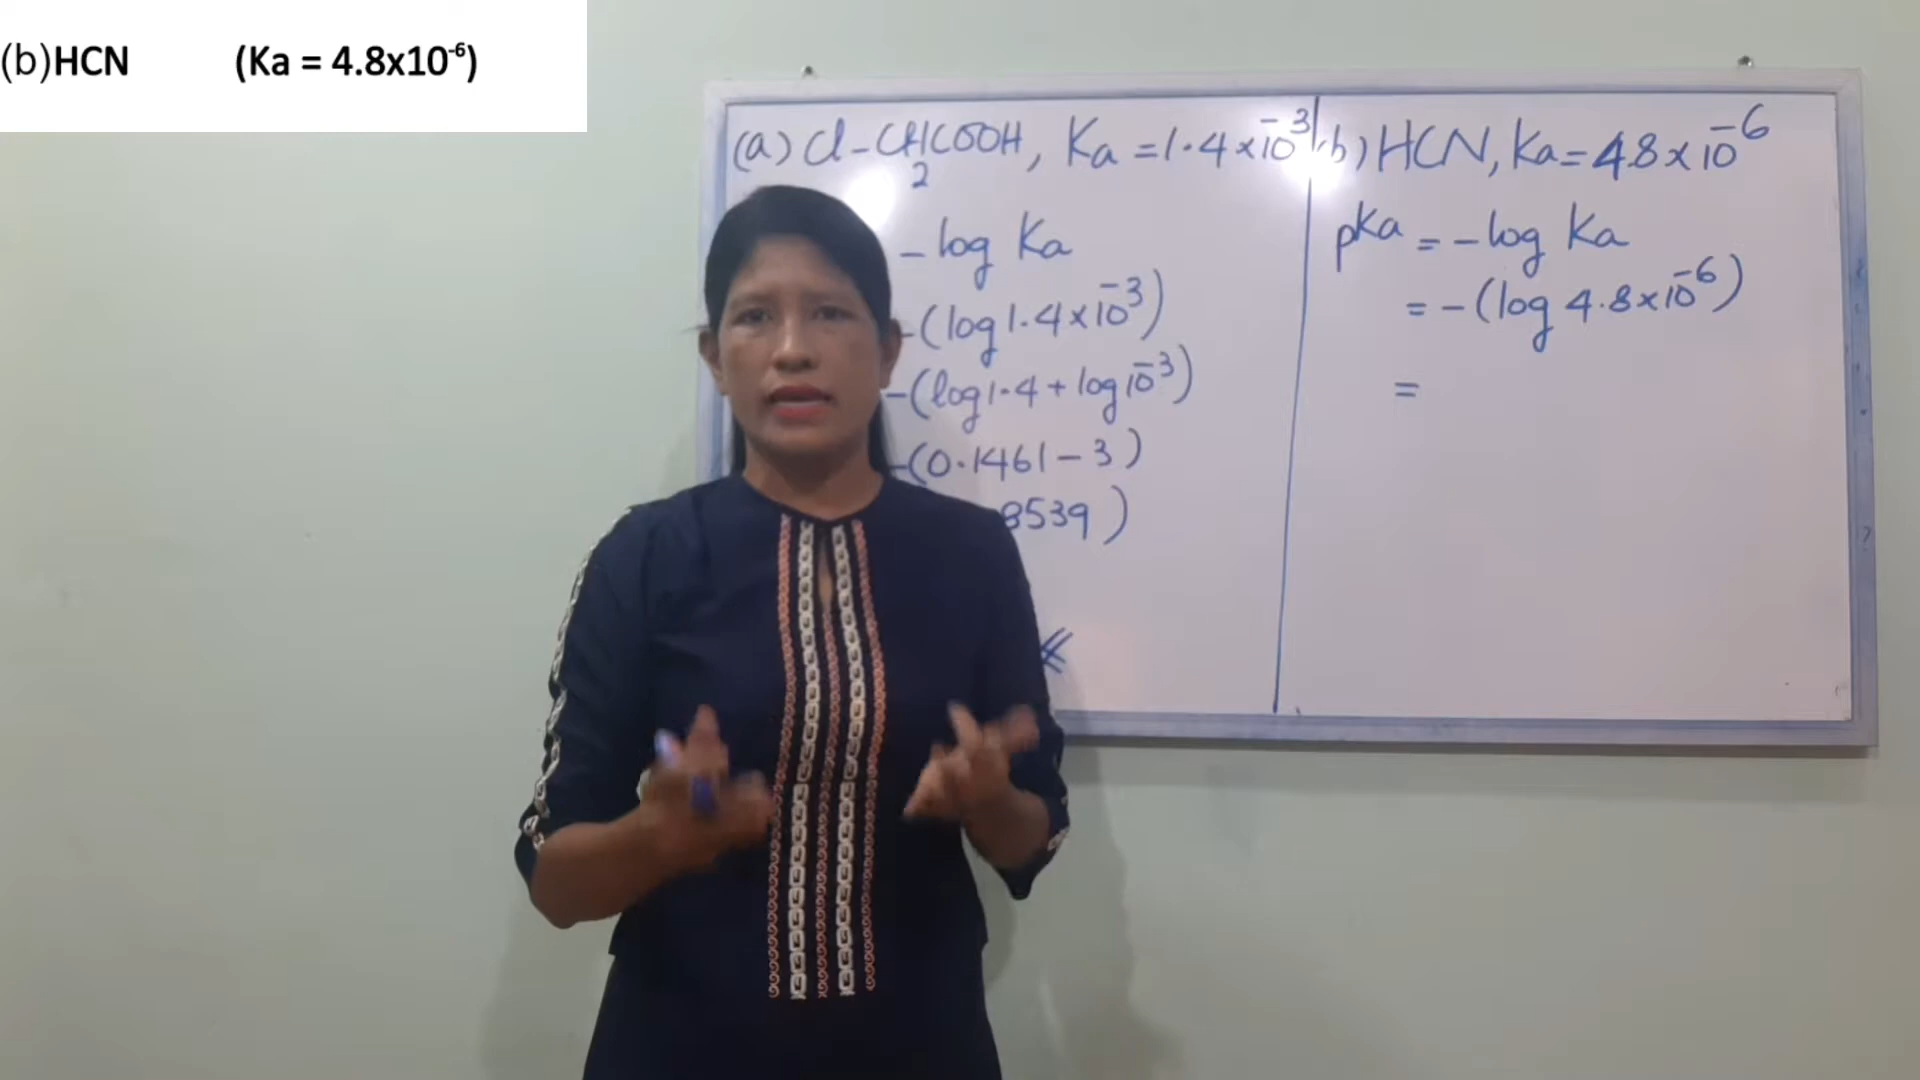 (b)HCN (Ka = 4.8x10⁻⁶)
(a) Cl-CH₂COOH, Ka = 1.4 × 10⁻³
- log Ka
-(log 1.4 × 10⁻³)
-(log 1.4 + log 10⁻³)
-(0.1461 - 3)
8539)
(b) HCN, Ka = 4.8 × 10⁻⁶
pKa = - log Ka
= - (log 4.8 × 10⁻⁶)
=